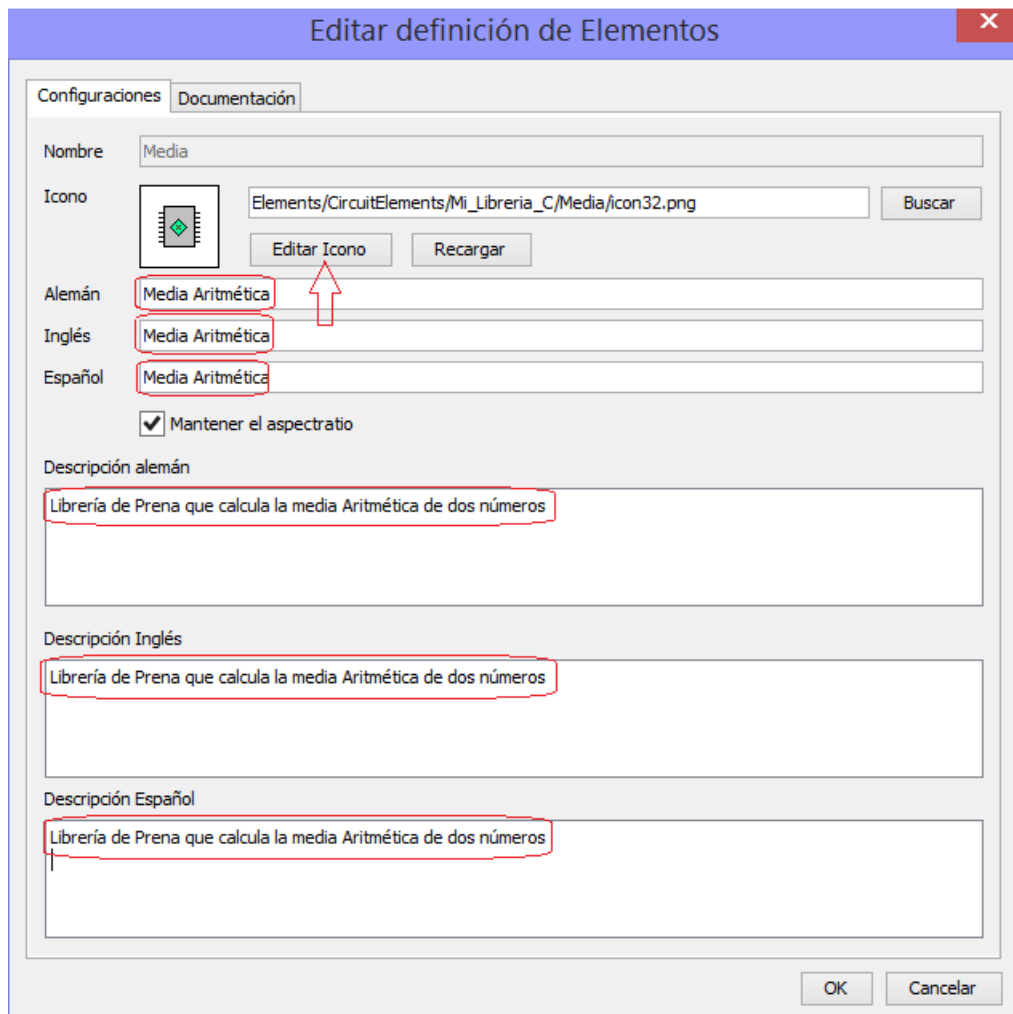 Editar definición de Elementos
X
Configuraciones Documentación
Nombre Media
Icono Elements/CircuitElements/Mi_Libreria_C/Media/icon32.png Buscar
Editar Icono Recargar
Alemán Media Aritmética
Inglés Media Aritmética
Español Media Aritmética
Mantener el aspectratio
Descripción alemán
Librería de Prena que calcula la media Aritmética de dos números
Descripción Inglés
Librería de Prena que calcula la media Aritmética de dos números
Descripción Español
Librería de Prena que calcula la media Aritmética de dos números
OK Cancelar